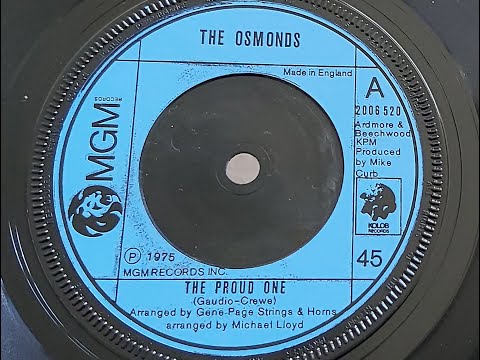 THE OSMONDS
Made in England
A
2006 520
Ardmore &
Beechwood
KPM
Produced
by Mike
Curb
MGM
RECORDS
KOLOB
RECORDS
℗ 1975
MGM RECORDS INC.
45
THE PROUD ONE
(Gaudio-Crewe)
Arranged by Gene Page Strings & Horns
arranged by Michael Lloyd